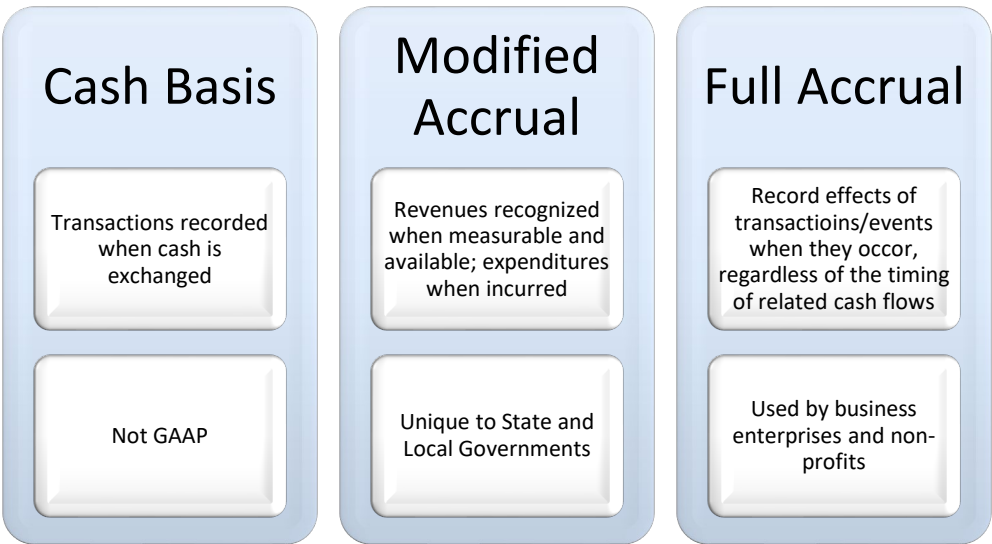 Cash Basis
Transactions recorded
when cash is
exchanged
Not GAAP
Modified
Accrual
Revenues recognized
when measurable and
available; expenditures
when incurred
Unique to State and
Local Governments
Full Accrual
Record effects of
transactioins/events
when they occor,
regardless of the timing
of related cash flows
Used by business
enterprises and non-
profits